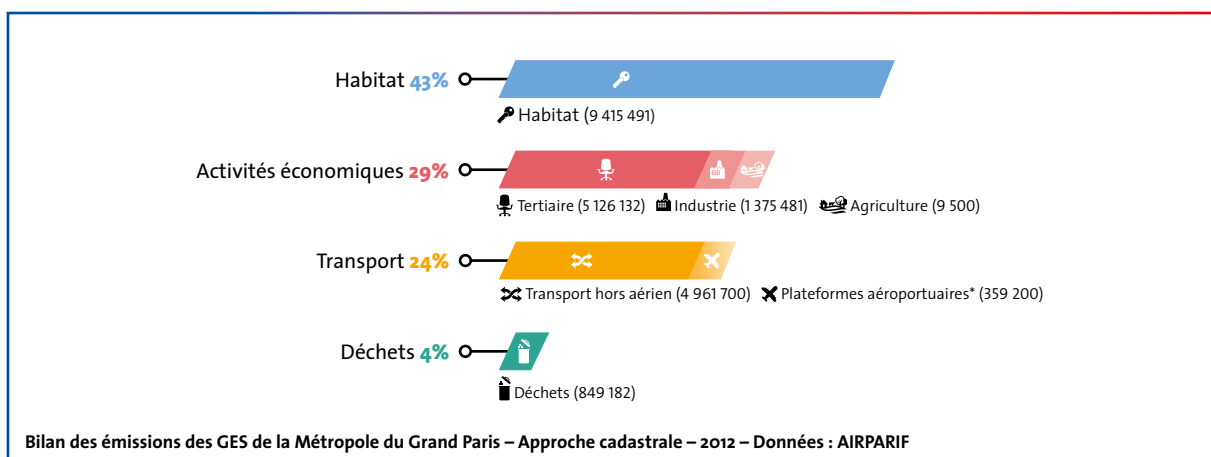 Habitat 43%
Habitat (9 415 491)
Activités économiques 29%
Tertiaire (5 126 132) Industrie (1 375 481) Agriculture (9 500)
Transport 24%
Transport hors aérien (4 961 700) Plateformes aéroportuaires* (359 200)
Déchets 4%
Déchets (849 182)
Bilan des émissions des GES de la Métropole du Grand Paris – Approche cadastrale – 2012 – Données : AIRPARIF